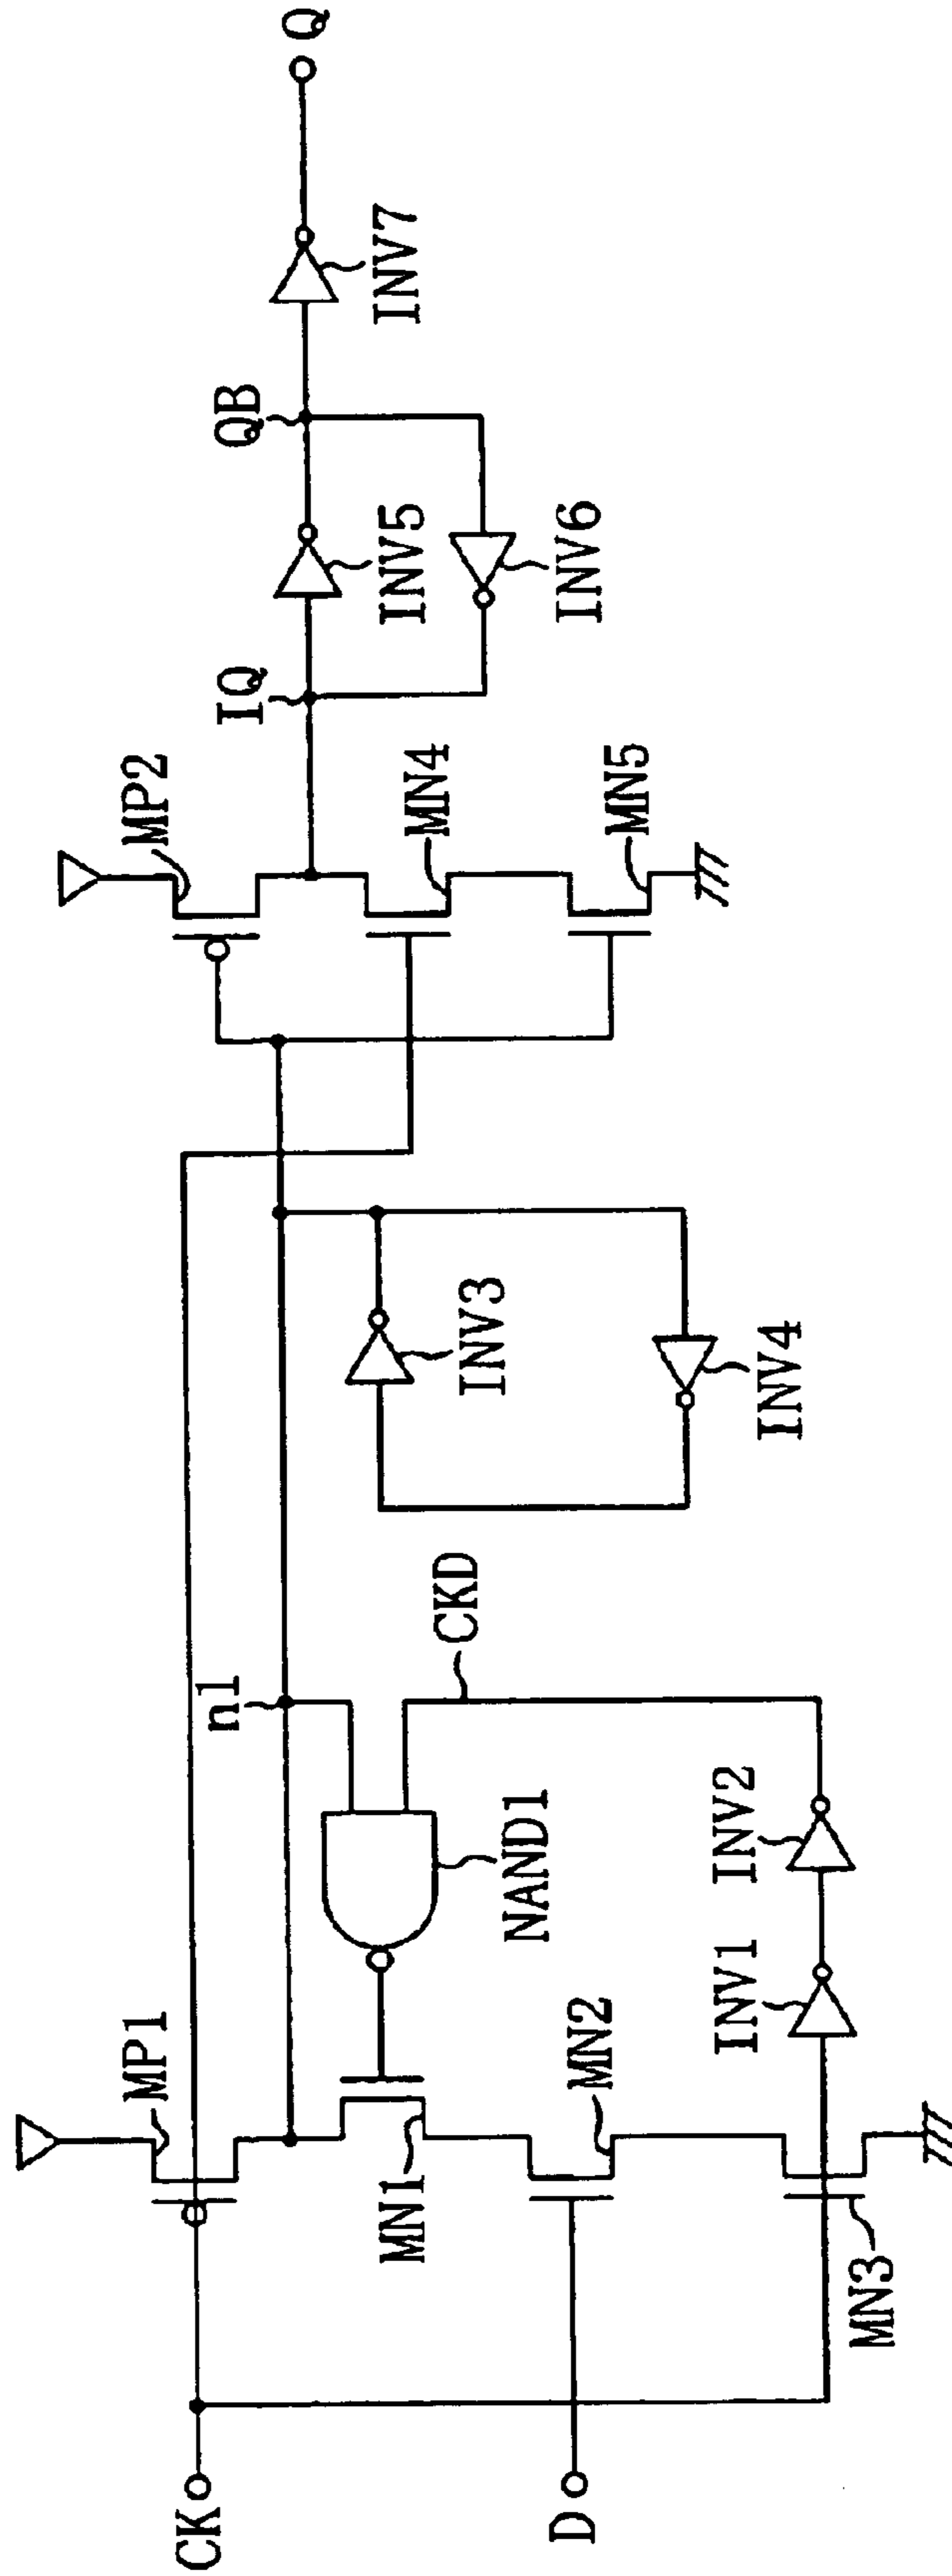 CK
D
MP1
MN1
MN2
MN3
NAND1
INV1
INV2
n1
CKD
INV3
INV4
MP2
MN4
MN5
IQ
INV5
INV6
QB
INV7
Q